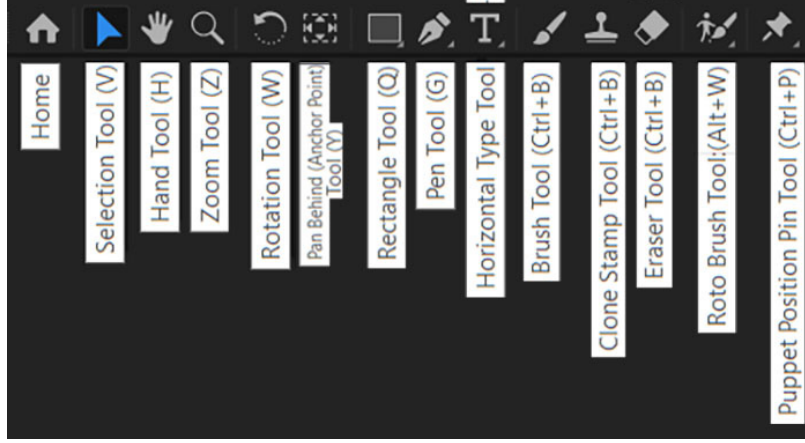 Home
Selection Tool (V)
Hand Tool (H)
Zoom Tool (Z)
Rotation Tool (W)
Pan Behind (Anchor Point)
Tool (Y)
Rectangle Tool (Q)
Pen Tool (G)
Horizontal Type Tool
Brush Tool (Ctrl+B)
Clone Stamp Tool (Ctrl+B)
Eraser Tool (Ctrl+B)
Roto Brush Tool:(Alt+W)
Puppet Position Pin Tool (Ctrl+P)